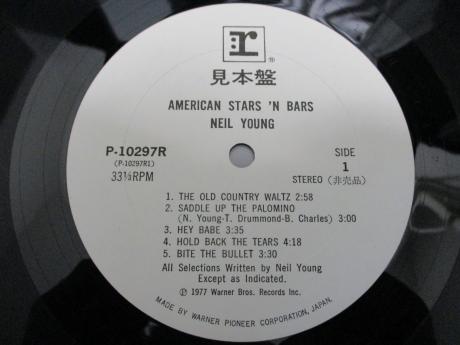 r
®
見本盤
AMERICAN STARS 'N BARS
NEIL YOUNG
P-10297R
(P-10297R1)
33⅓RPM
SIDE
1
STEREO (非売品)
1. THE OLD COUNTRY WALTZ 2:58
2. SADDLE UP THE PALOMINO
(N. Young-T. Drummond-B. Charles) 3:00
3. HEY BABE 3:35
4. HOLD BACK THE TEARS 4:18
5. BITE THE BULLET 3:30
All Selections Written by Neil Young
Except as Indicated.
℗ 1977 Warner Bros. Records Inc.
MADE BY WARNER PIONEER CORPORATION, JAPAN.